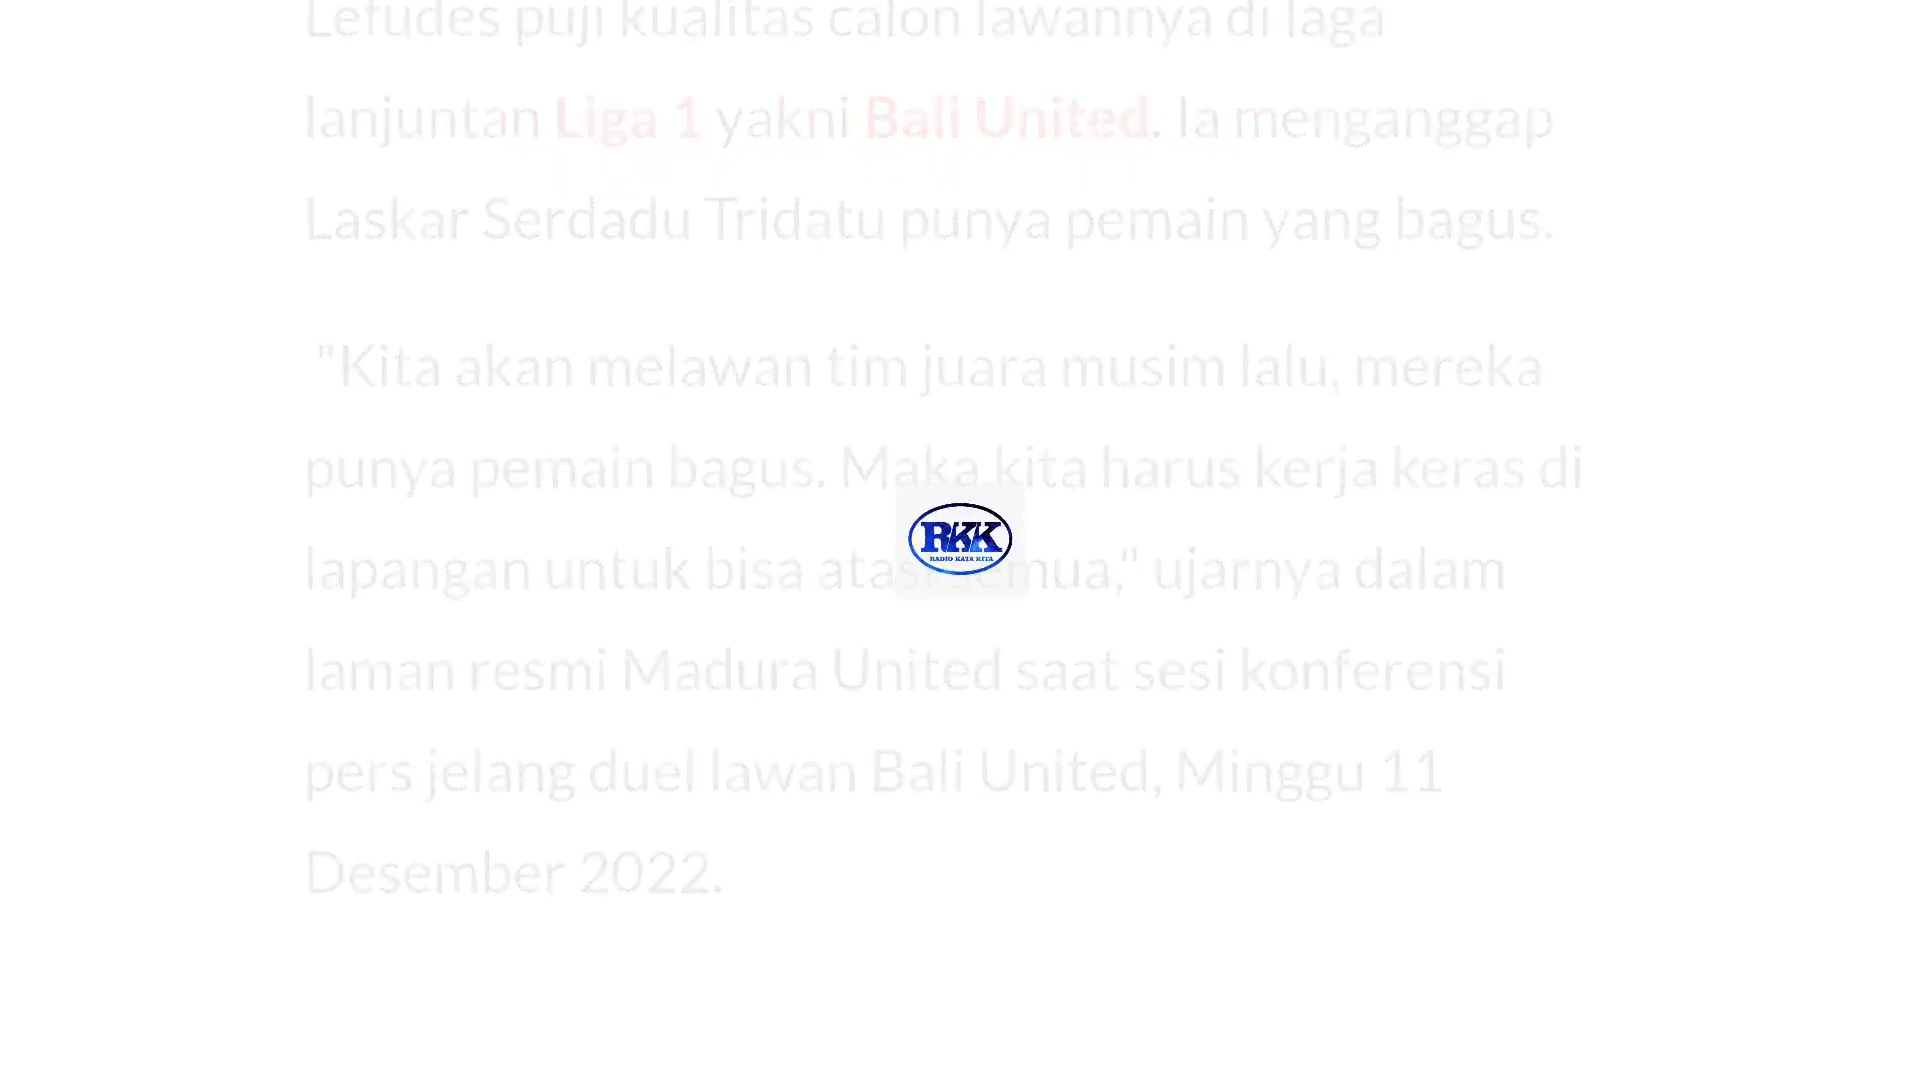 Lefudes puji kualitas calon lawannya di laga
lanjuntan Liga 1 yakni Bali United. Ia menganggap
Laskar Serdadu Tridatu punya pemain yang bagus.
"Kita akan melawan tim juara musim lalu, mereka
punya pemain bagus. Maka kita harus kerja keras di
lapangan untuk bisa atasi semua," ujarnya dalam
RKK
RADIO KATA KITA
laman resmi Madura United saat sesi konferensi
pers jelang duel lawan Bali United, Minggu 11
Desember 2022.